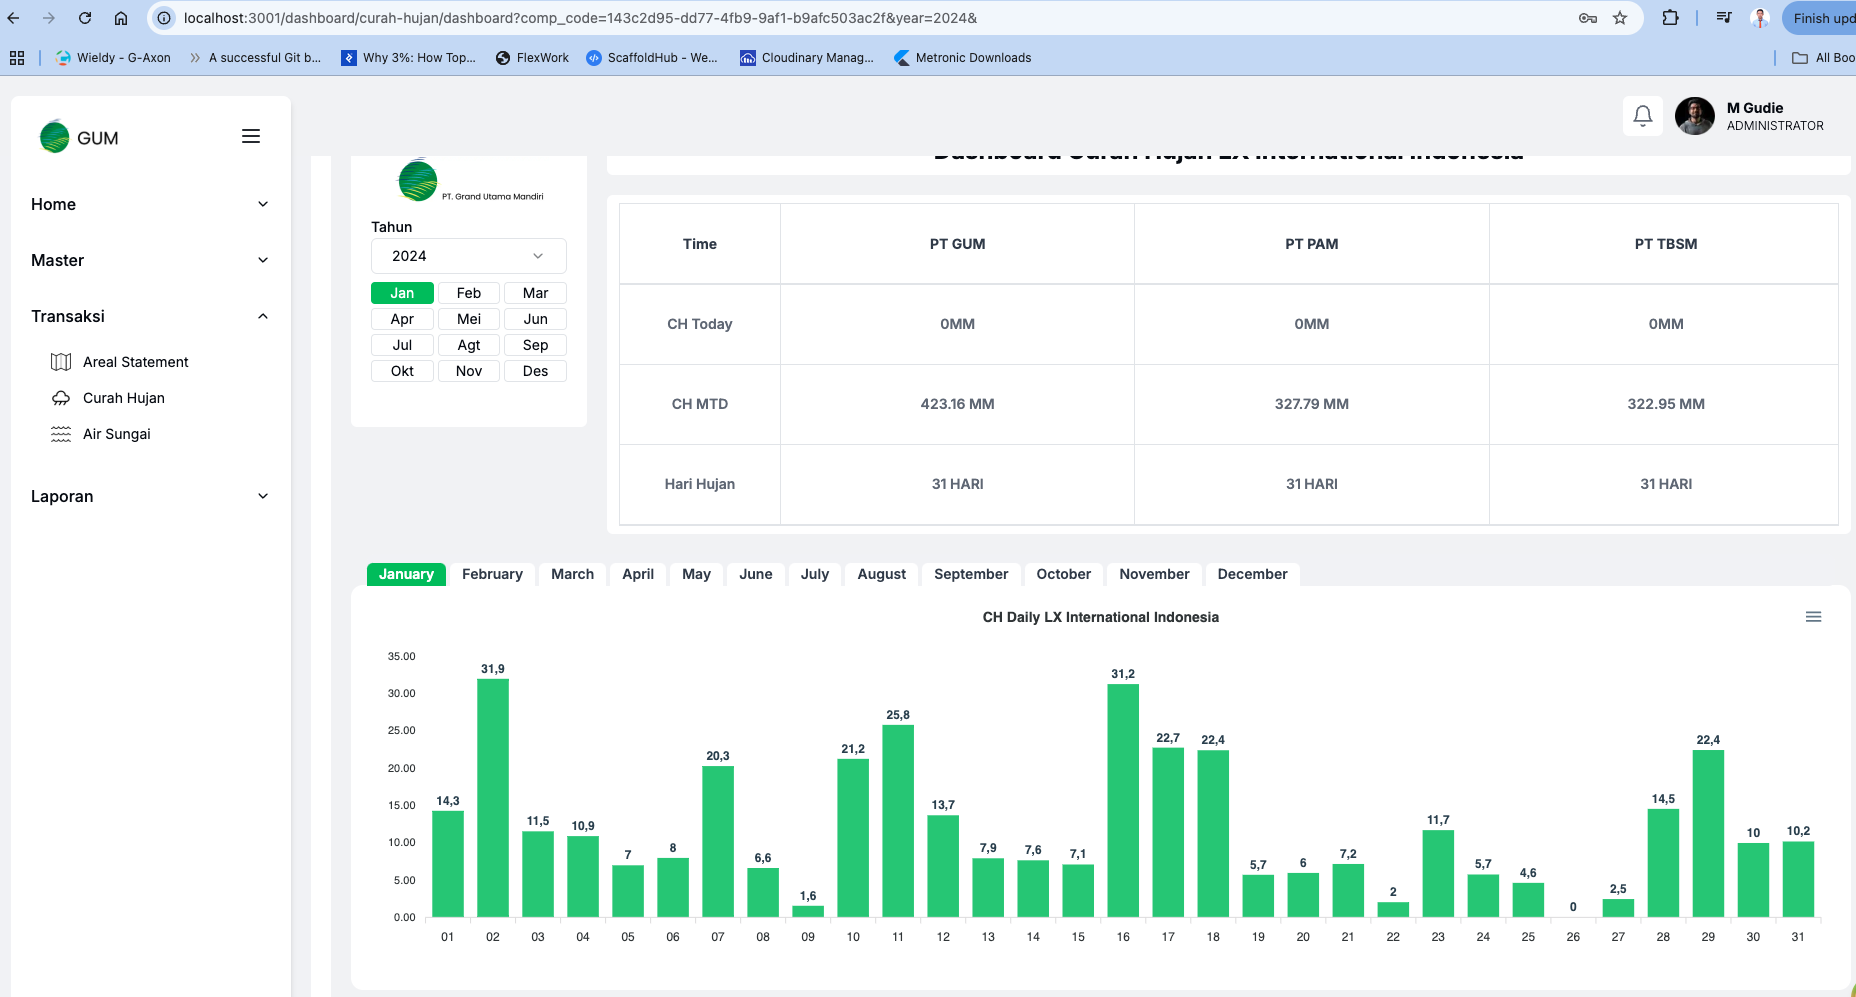 localhost:3001/dashboard/curah-hujan/dashboard?comp_code=143c2d95-dd77-4fb9-9af1-b9afc503ac2f&year=2024&
Finish upd
Wieldy - G-Axon
A successful Git b...
Why 3%: How Top...
FlexWork
ScaffoldHub - We...
Cloudinary Manag...
Metronic Downloads
All Boo
GUM
M Gudie
ADMINISTRATOR
Home
Master
Transaksi
Areal Statement
Curah Hujan
Air Sungai
Laporan
PT. Grand Utama Mandiri
Tahun
2024
Jan Feb Mar
Apr Mei Jun
Jul Agt Sep
Okt Nov Des
Dashboard Curah Hujan LX International Indonesia
Time PT GUM PT PAM PT TBSM
CH Today 0MM 0MM 0MM
CH MTD 423.16 MM 327.79 MM 322.95 MM
Hari Hujan 31 HARI 31 HARI 31 HARI
January February March April May June July August September October November December
CH Daily LX International Indonesia
35.00
30.00
25.00
20.00
15.00
10.00
5.00
0.00
14,3 31,9 11,5 10,9 7 8 20,3 6,6 1,6 21,2 25,8 13,7 7,9 7,6 7,1 31,2 22,7 22,4 5,7 6 7,2 2 11,7 5,7 4,6 0 2,5 14,5 22,4 10 10,2
01 02 03 04 05 06 07 08 09 10 11 12 13 14 15 16 17 18 19 20 21 22 23 24 25 26 27 28 29 30 31